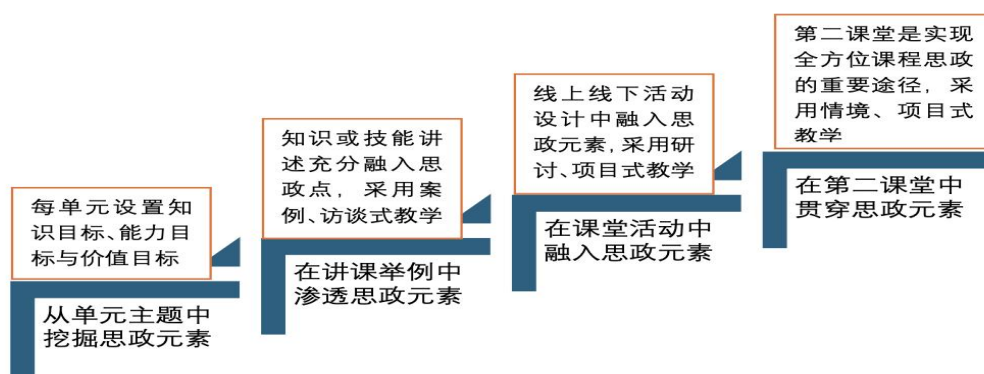 每单元设置知
识目标、能力目
标与价值目标
从单元主题中
挖掘思政元素
知识或技能讲
述充分融入思
政点，采用案
例、访谈式教学
在讲课举例中
渗透思政元素
线上线下活动
设计中融入思
政元素，采用研
讨、项目式教学
在课堂活动中
融入思政元素
第二课堂是实现
全方位课程思政
的重要途径，采
用情境、项目式
教学
在第二课堂中
贯穿思政元素